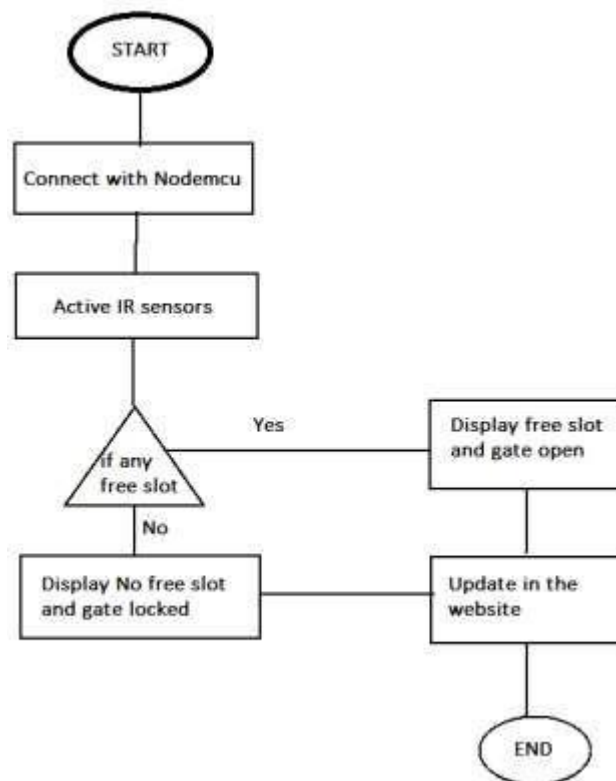 START
Connect with Nodemcu
Active IR sensors
Yes
Display free slot
and gate open
if any
free slot
No
Display No free slot
and gate locked
Update in the
website
END